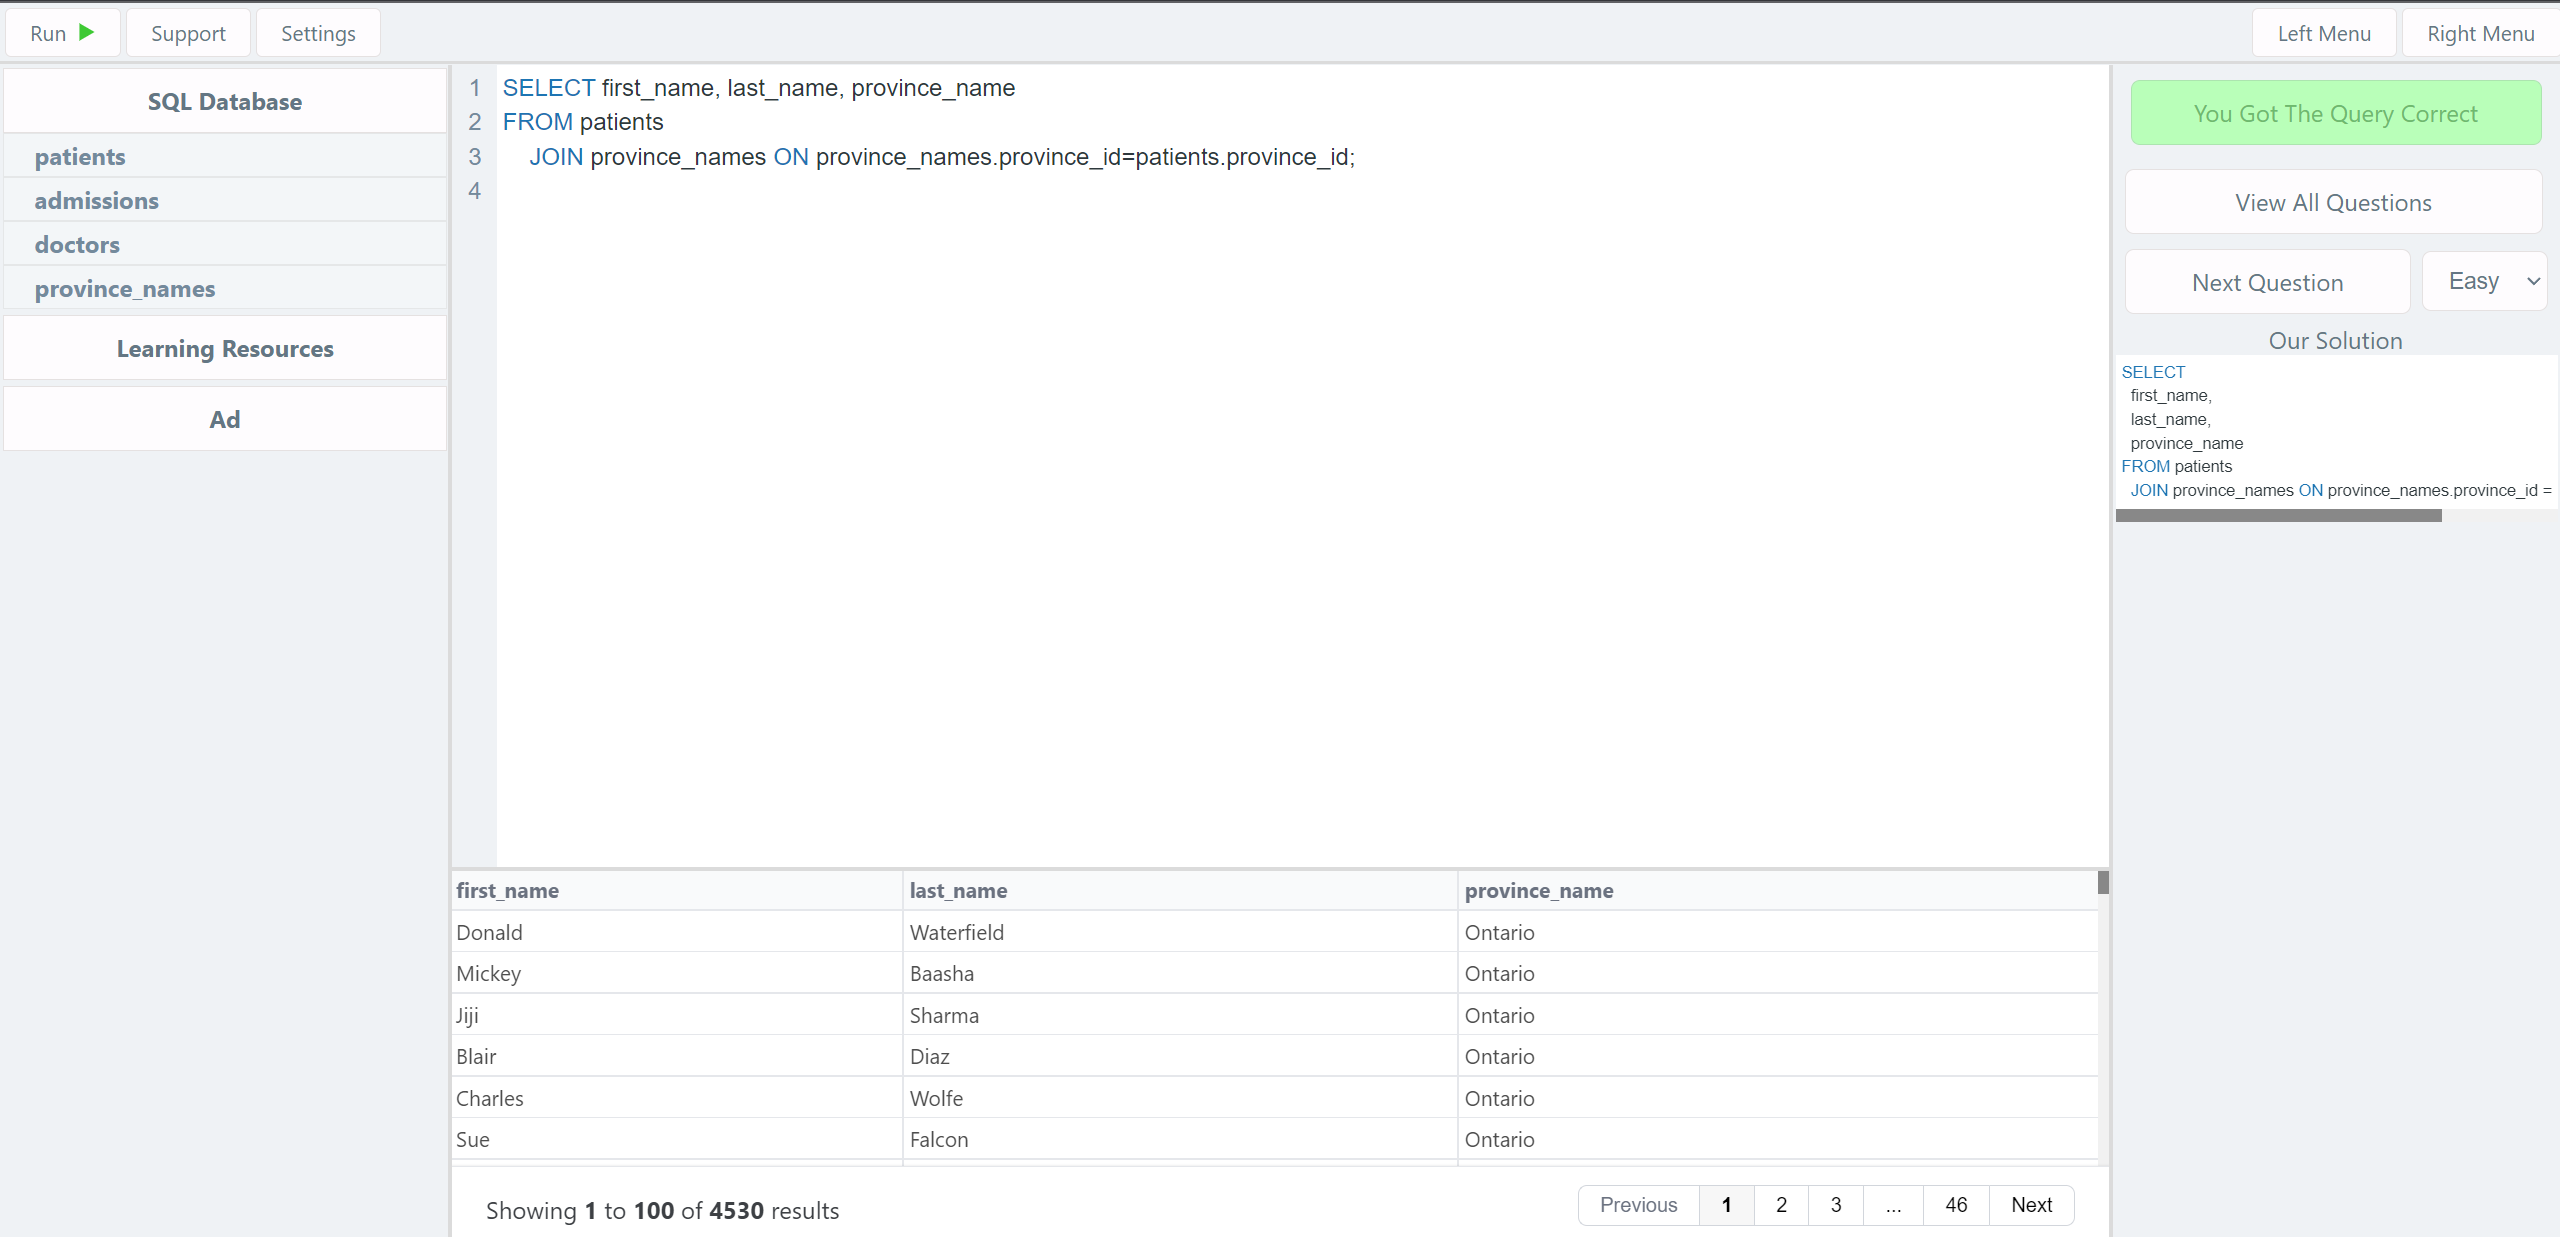 Run Support Settings Left Menu Right Menu
SQL Database
patients
admissions
doctors
province_names
Learning Resources
Ad
1 SELECT first_name, last_name, province_name
2 FROM patients
3 JOIN province_names ON province_names.province_id=patients.province_id;
4
first_name last_name province_name
Donald Waterfield Ontario
Mickey Baasha Ontario
Jiji Sharma Ontario
Blair Diaz Ontario
Charles Wolfe Ontario
Sue Falcon Ontario
Showing 1 to 100 of 4530 results
Previous 1 2 3 ... 46 Next
You Got The Query Correct
View All Questions
Next Question Easy
Our Solution
SELECT
first_name,
last_name,
province_name
FROM patients
JOIN province_names ON province_names.province_id =